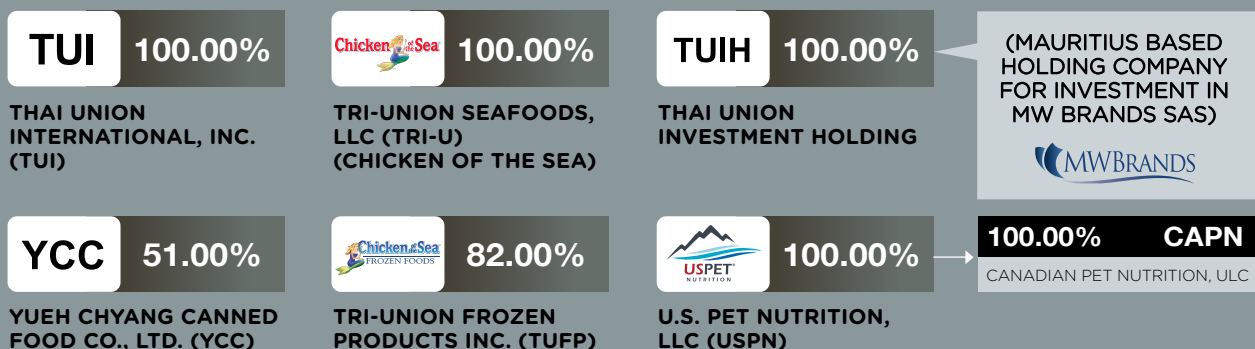 TUI 100.00%
THAI UNION
INTERNATIONAL, INC.
(TUI)
Chicken of the Sea 100.00%
TRI-UNION SEAFOODS,
LLC (TRI-U)
(CHICKEN OF THE SEA)
TUIH 100.00%
THAI UNION
INVESTMENT HOLDING
(MAURITIUS BASED
HOLDING COMPANY
FOR INVESTMENT IN
MW BRANDS SAS)
MWBRANDS
YCC 51.00%
YUEH CHYANG CANNED
FOOD CO., LTD. (YCC)
Chicken of the Sea
FROZEN FOODS
82.00%
TRI-UNION FROZEN
PRODUCTS INC. (TUFP)
USPET
NUTRITION
100.00%
U.S. PET NUTRITION,
LLC (USPN)
100.00% CAPN
CANADIAN PET NUTRITION, ULC